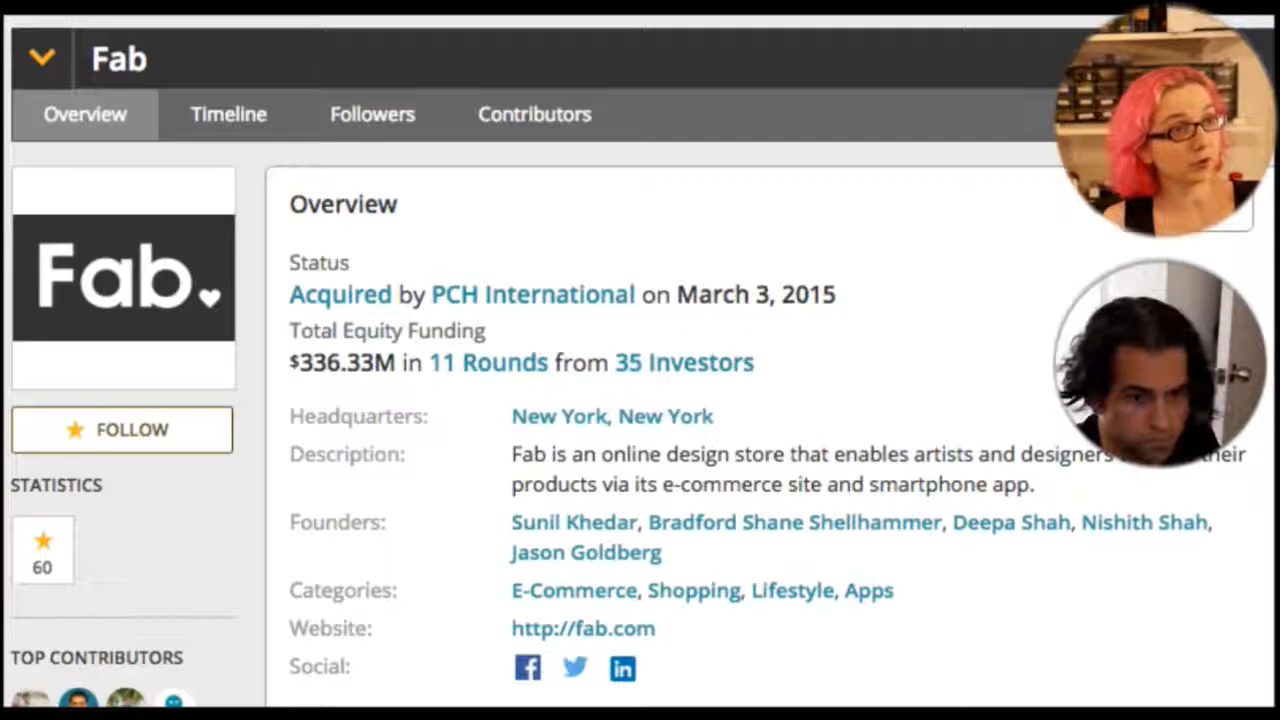 Fab
Overview Timeline Followers Contributors
Fab.
FOLLOW
STATISTICS
60
TOP CONTRIBUTORS
Overview
Status
Acquired by PCH International on March 3, 2015
Total Equity Funding
$336.33M in 11 Rounds from 35 Investors
Headquarters: New York, New York
Description: Fab is an online design store that enables artists and designers
products via its e-commerce site and smartphone app.
Founders: Sunil Khedar, Bradford Shane Shellhammer, Deepa Shah, Nishith Shah,
Jason Goldberg
Categories: E-Commerce, Shopping, Lifestyle, Apps
Website: http://fab.com
Social: